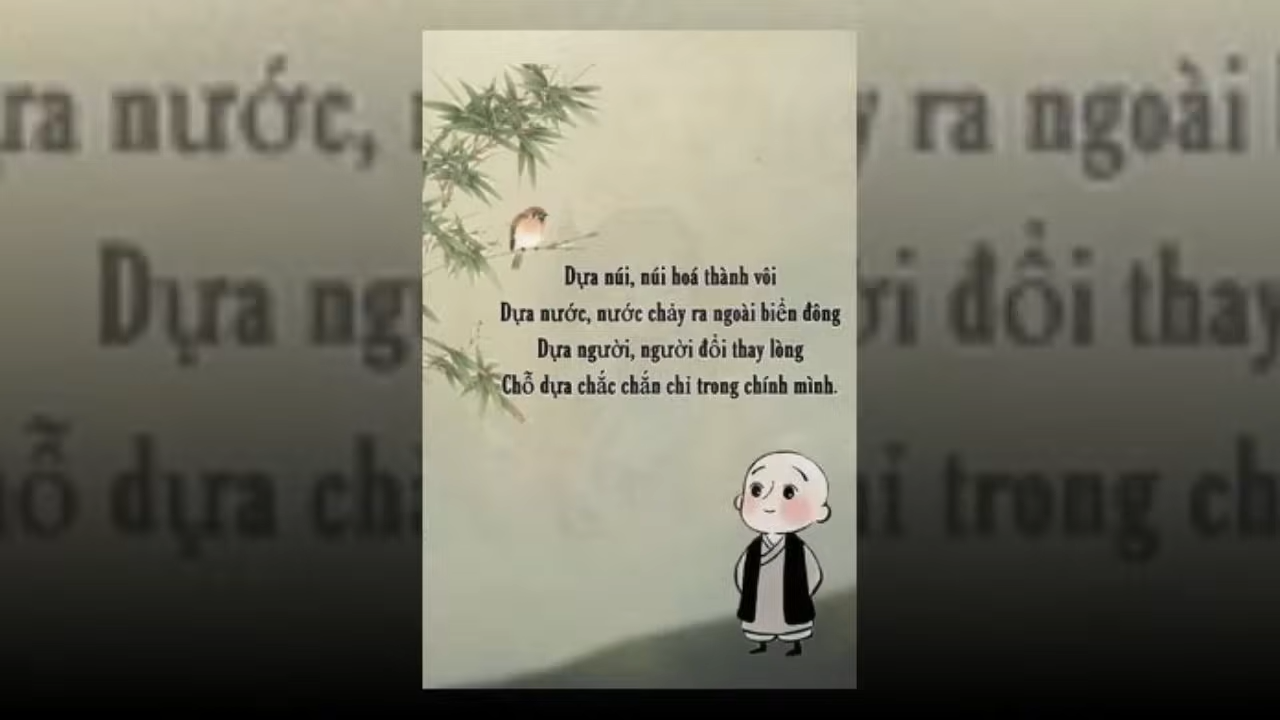 Dựa núi, núi hoá thành vôi
Dựa nước, nước chảy ra ngoài biển đông
Dựa người, người đổi thay lòng
Chỗ dựa chắc chắn chỉ trong chính mình.